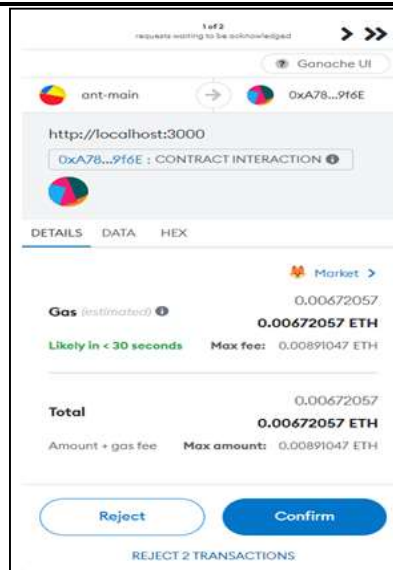 1 of 2
requests waiting to be acknowledged
Ganache UI
ant-main
0xA78...9f6E
http://localhost:3000
0xA78...9f6E : CONTRACT INTERACTION
DETAILS DATA HEX
Market >
Gas (estimated) 0.00672057
0.00672057 ETH
Likely in < 30 seconds Max fee: 0.00891047 ETH
Total 0.00672057
0.00672057 ETH
Amount + gas fee Max amount: 0.00891047 ETH
Reject Confirm
REJECT 2 TRANSACTIONS